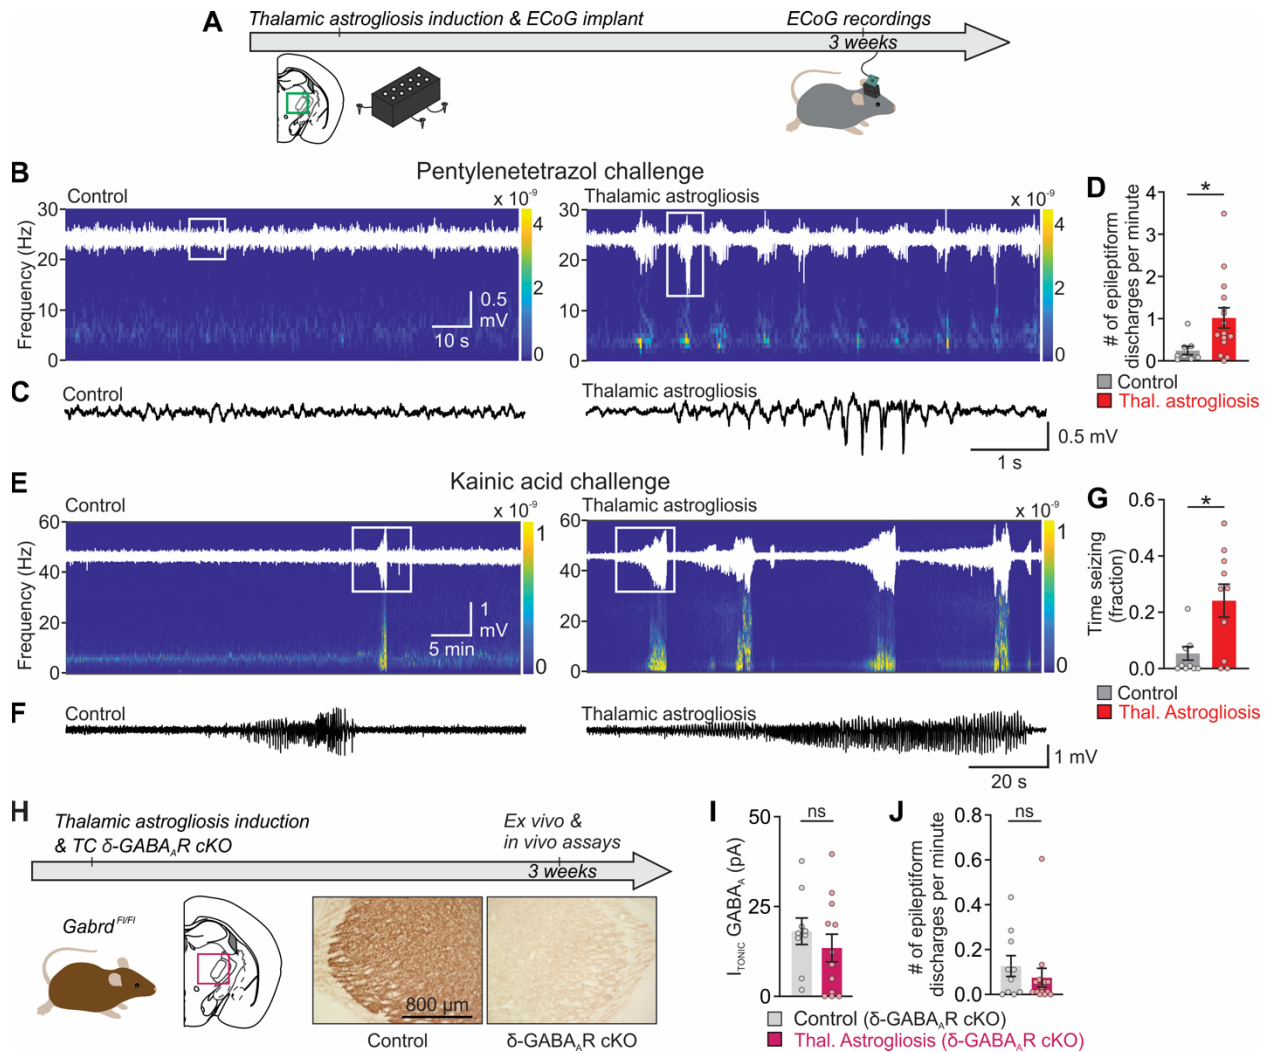 A
Thalamic astrogliosis induction & ECoG implant
ECoG recordings
3 weeks
B
Pentylenetetrazol challenge
Control
x 10-9
Thalamic astrogliosis
x 10-9
Frequency (Hz)
30
20
10
0
4
2
0
0.5
mV
10 s
30
20
10
0
4
2
0
D
# of epileptiform
discharges per minute
4
3
2
1
0
*
Control
Thal. astrogliosis
C
Control
Thalamic astrogliosis
0.5 mV
1 s
E
Kainic acid challenge
Control
x 10-9
Thalamic astrogliosis
x 10-9
Frequency (Hz)
60
40
20
0
1
0
1
mV
5 min
60
40
20
0
1
0
G
Time seizing
(fraction)
0.6
0.4
0.2
0.0
*
Control
Thal. Astrogliosis
F
Control
Thalamic astrogliosis
1 mV
20 s
H
Thalamic astrogliosis induction
& TC δ-GABAAR cKO
Ex vivo &
in vivo assays
3 weeks
Gabrd Fl/Fl
800 µm
Control
δ-GABAAR cKO
I
ITONIC GABAA (pA)
50
25
0
ns
J
# of epileptiform
discharges per minute
0.8
0.6
0.4
0.2
0.0
ns
Control (δ-GABAAR cKO)
Thal. Astrogliosis (δ-GABAAR cKO)